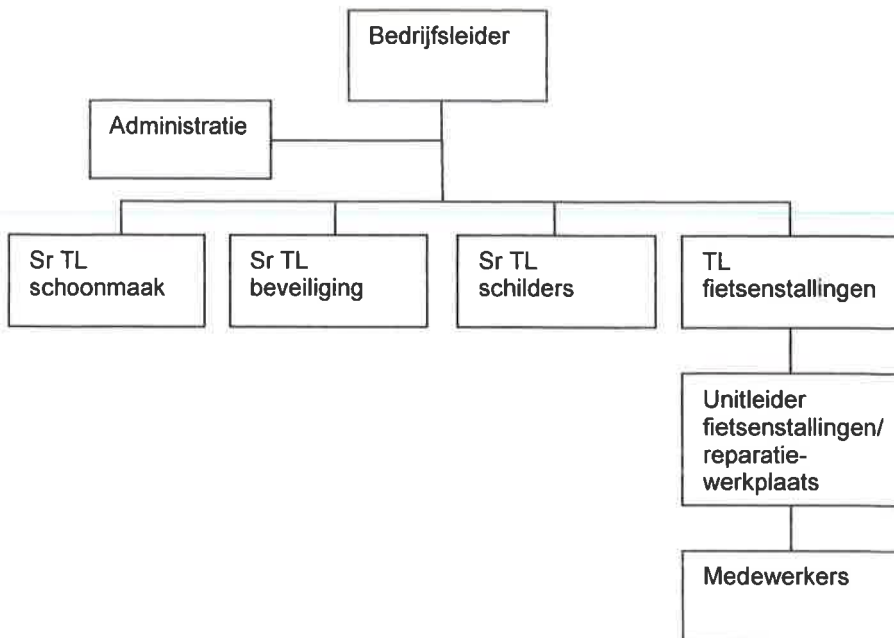 Bedrijfsleider
Administratie
Sr TL
schoonmaak
Sr TL
beveiliging
Sr TL
schilders
TL
fietsenstallingen
Unitleider
fietsenstallingen/
reparatie-
werkplaats
Medewerkers